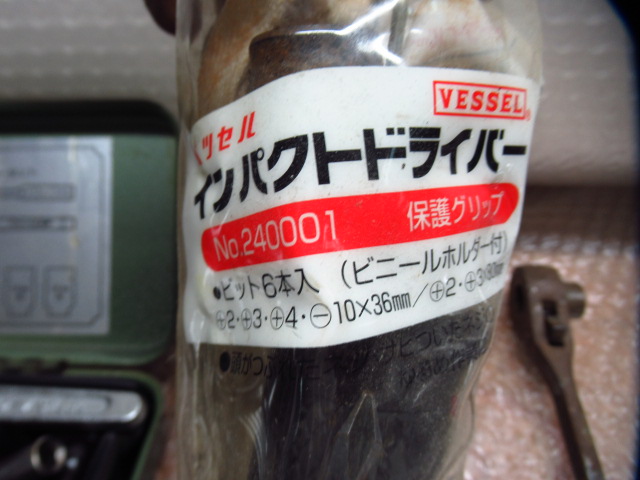 VESSEL
ツセル
インパクトドライバー
No.240001 保護グリップ
•ビット6本入（ビニールホルダー付）
⊕2・⊕3・⊕4・⊖10×36mm／⊕2・⊕3×80mm